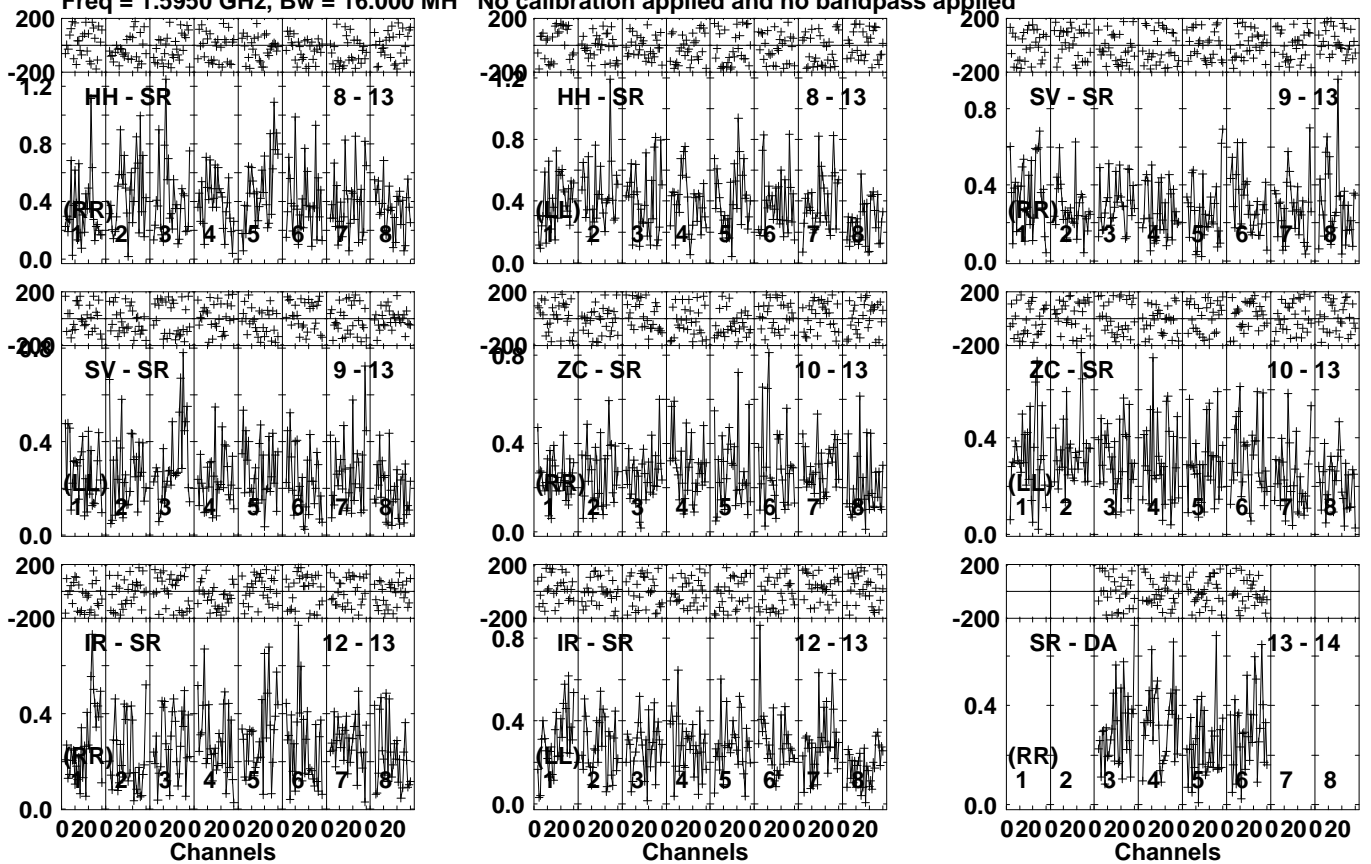 Freq = 1.5950 GHz, Bw = 16.000 MH No calibration applied and no bandpass applied
200 200 200
-200 -200 -200
1.2 1.2
HH - SR 8 - 13 HH - SR 8 - 13 SV - SR 9 - 13
0.8 0.8 0.8
0.4 0.4 0.4
(RR) (LL) (RR)
1 2 3 4 5 6 7 8 1 2 3 4 5 6 7 8 1 2 3 4 5 6 7 8
0.0 0.0 0.0
200 200 200
-200 -200 -200
0.8 0.8
SV - SR 9 - 13 ZC - SR 10 - 13 ZC - SR 10 - 13
0.4 0.4 0.4
(LL) (RR) (LL)
1 2 3 4 5 6 7 8 1 2 3 4 5 6 7 8 1 2 3 4 5 6 7 8
0.0 0.0 0.0
200 200 200
-200 -200 -200
IR - SR 12 - 13 IR - SR 12 - 13 SR - DA 13 - 14
0.8
0.4 0.4 0.4
(RR) (LL) (RR)
1 2 3 4 5 6 7 8 1 2 3 4 5 6 7 8 1 2 3 4 5 6 7 8
0.0 0.0 0.0
0 20 0 20 0 20 0 20 0 20 0 20 0 20 0 20 0 20 0 20 0 20 0 20 0 20 0 20 0 20 0 20 0 20 0 20 0 20 0 20 0 20 0 20 0 20 0 20
Channels Channels Channels